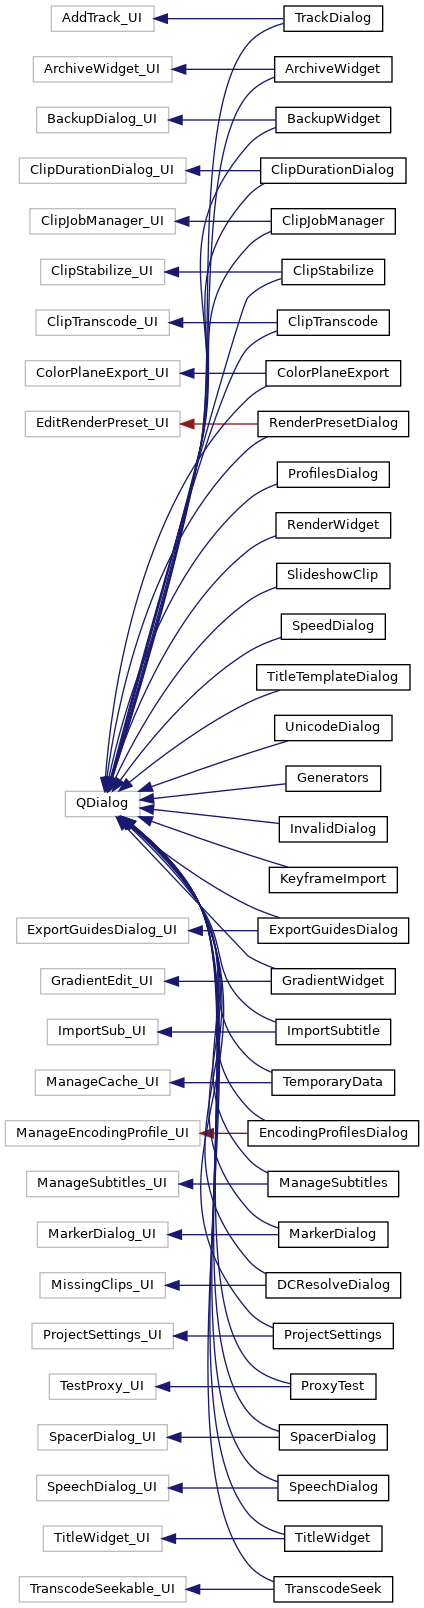 AddTrack_UI
TrackDialog
ArchiveWidget_UI
ArchiveWidget
BackupDialog_UI
BackupWidget
ClipDurationDialog_UI
ClipDurationDialog
ClipJobManager_UI
ClipJobManager
ClipStabilize_UI
ClipStabilize
ClipTranscode_UI
ClipTranscode
ColorPlaneExport_UI
ColorPlaneExport
EditRenderPreset_UI
RenderPresetDialog
ProfilesDialog
RenderWidget
SlideshowClip
SpeedDialog
TitleTemplateDialog
UnicodeDialog
Generators
QDialog
InvalidDialog
KeyframeImport
ExportGuidesDialog_UI
ExportGuidesDialog
GradientEdit_UI
GradientWidget
ImportSub_UI
ImportSubtitle
ManageCache_UI
TemporaryData
ManageEncodingProfile_UI
EncodingProfilesDialog
ManageSubtitles_UI
ManageSubtitles
MarkerDialog_UI
MarkerDialog
MissingClips_UI
DCResolveDialog
ProjectSettings_UI
ProjectSettings
TestProxy_UI
ProxyTest
SpacerDialog_UI
SpacerDialog
SpeechDialog_UI
SpeechDialog
TitleWidget_UI
TitleWidget
TranscodeSeekable_UI
TranscodeSeek